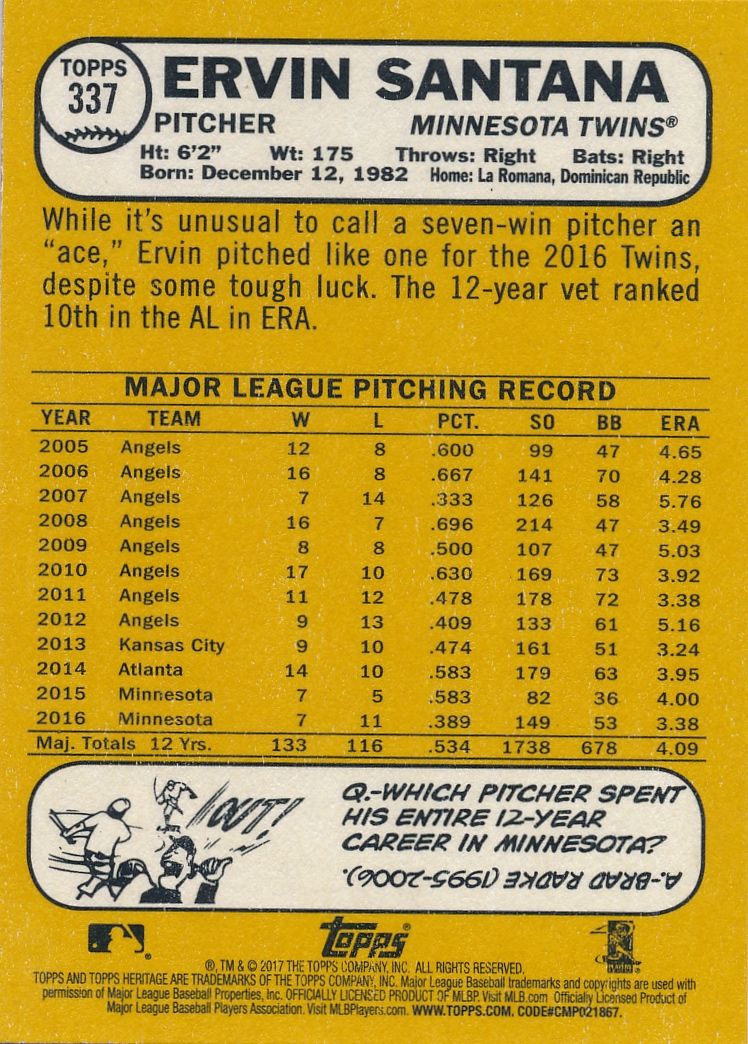 TOPPS
337
ERVIN SANTANA
PITCHER MINNESOTA TWINS®
Ht: 6'2" Wt: 175 Throws: Right Bats: Right
Born: December 12, 1982 Home: La Romana, Dominican Republic
While it's unusual to call a seven-win pitcher an
"ace," Ervin pitched like one for the 2016 Twins,
despite some tough luck. The 12-year vet ranked
10th in the AL in ERA.
MAJOR LEAGUE PITCHING RECORD
YEAR TEAM W L PCT. SO BB ERA
2005 Angels 12 8 .600 99 47 4.65
2006 Angels 16 8 .667 141 70 4.28
2007 Angels 7 14 .333 126 58 5.76
2008 Angels 16 7 .696 214 47 3.49
2009 Angels 8 8 .500 107 47 5.03
2010 Angels 17 10 .630 169 73 3.92
2011 Angels 11 12 .478 178 72 3.38
2012 Angels 9 13 .409 133 61 5.16
2013 Kansas City 9 10 .474 161 51 3.24
2014 Atlanta 14 10 .583 179 63 3.95
2015 Minnesota 7 5 .583 82 36 4.00
2016 Minnesota 7 11 .389 149 53 3.38
Maj. Totals 12 Yrs. 133 116 .534 1738 678 4.09
WT!
Q.-WHICH PITCHER SPENT
HIS ENTIRE 12-YEAR
CAREER IN MINNESOTA?
A.-BRAD RADKE (1995-2006).
Topps®
®, TM & © 2017 THE TOPPS COMPANY, INC. ALL RIGHTS RESERVED.
TOPPS AND TOPPS HERITAGE ARE TRADEMARKS OF THE TOPPS COMPANY, INC. Major League Baseball trademarks and copyrights are used with
permission of Major League Baseball Properties, Inc. OFFICIALLY LICENSED PRODUCT OF MLBP. Visit MLB.com Officially Licensed Product of
Major League Baseball Players Association. Visit MLBPlayers.com. WWW.TOPPS.COM. CODE#CMP021867.